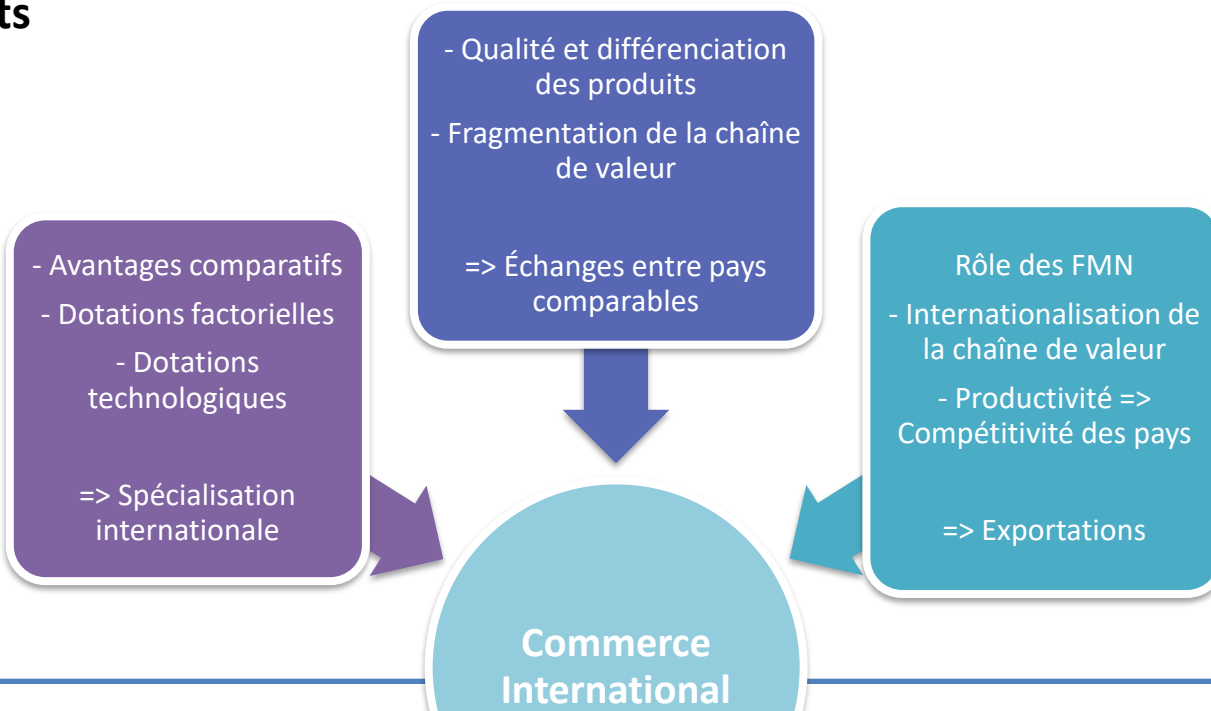 ts
- Qualité et différenciation
des produits
- Fragmentation de la chaîne
de valeur
=> Échanges entre pays
comparables
- Avantages comparatifs
- Dotations factorielles
- Dotations
technologiques
=> Spécialisation
internationale
Rôle des FMN
- Internationalisation de
la chaîne de valeur
- Productivité =>
Compétitivité des pays
=> Exportations
Commerce
International